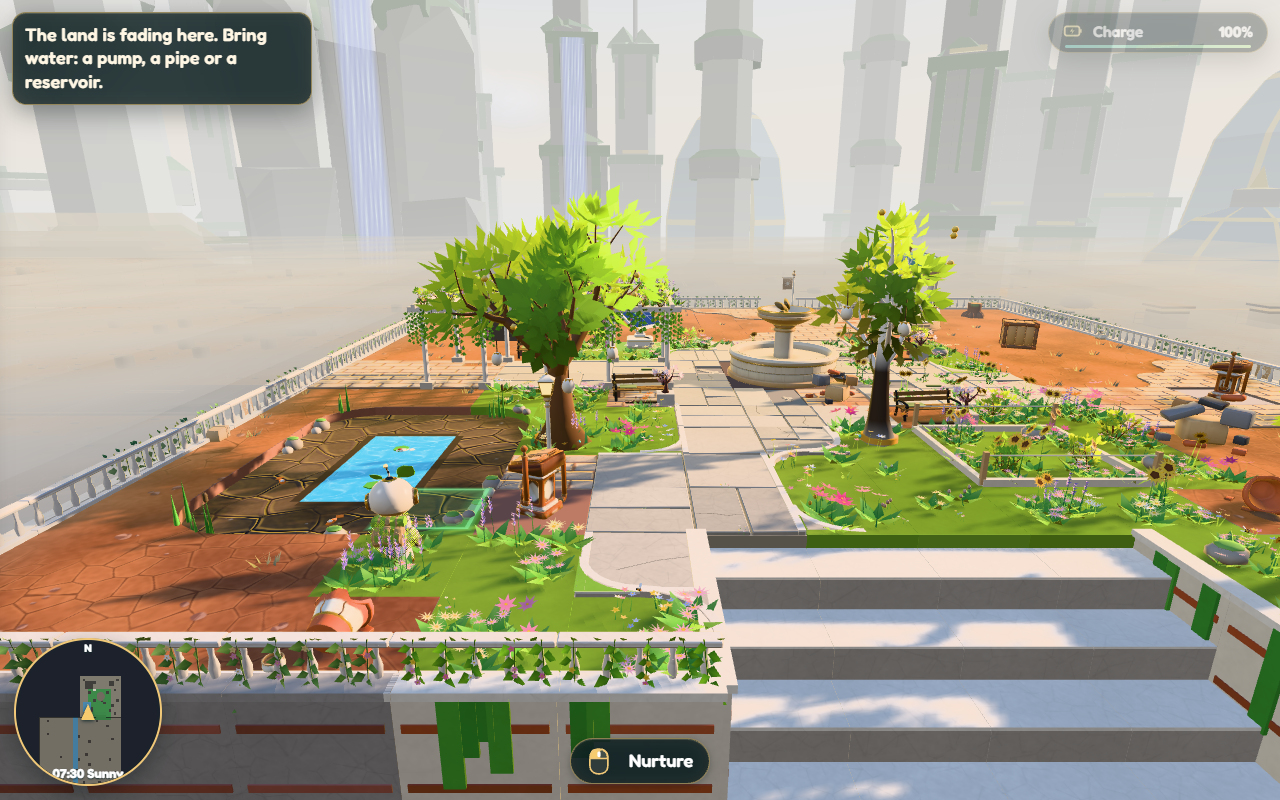 The land is fading here. Bring
water: a pump, a pipe or a
reservoir.
Charge 100%
N
07:30 Sunny
Nurture